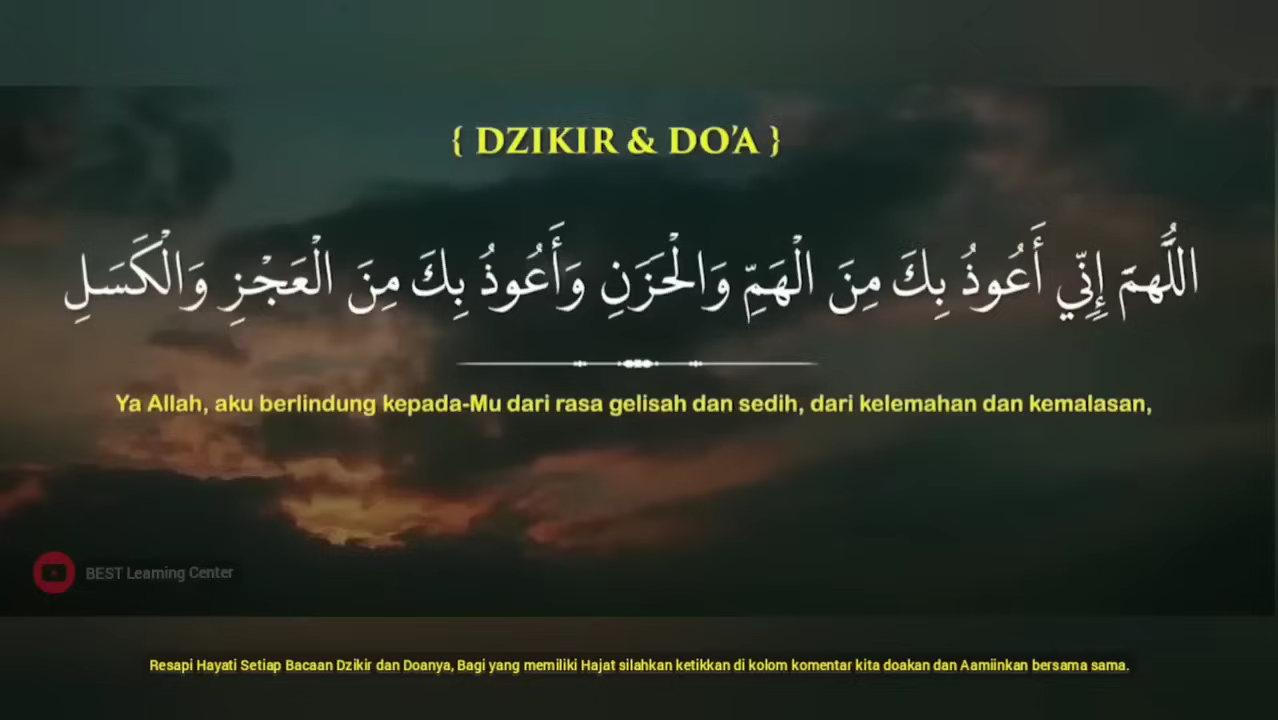 { DZIKIR & DO'A }
اللَّهُمَّ إِنِّي أَعُوذُ بِكَ مِنَ الْهَمِّ وَالْحَزَنِ وَأَعُوذُ بِكَ مِنَ الْعَجْزِ وَالْكَسَلِ
Ya Allah, aku berlindung kepada-Mu dari rasa gelisah dan sedih, dari kelemahan dan kemalasan,
BEST Learning Center
Resapi Hayati Setiap Bacaan Dzikir dan Doanya, Bagi yang memiliki Hajat silahkan ketikkan di kolom komentar kita doakan dan Aamiinkan bersama sama.